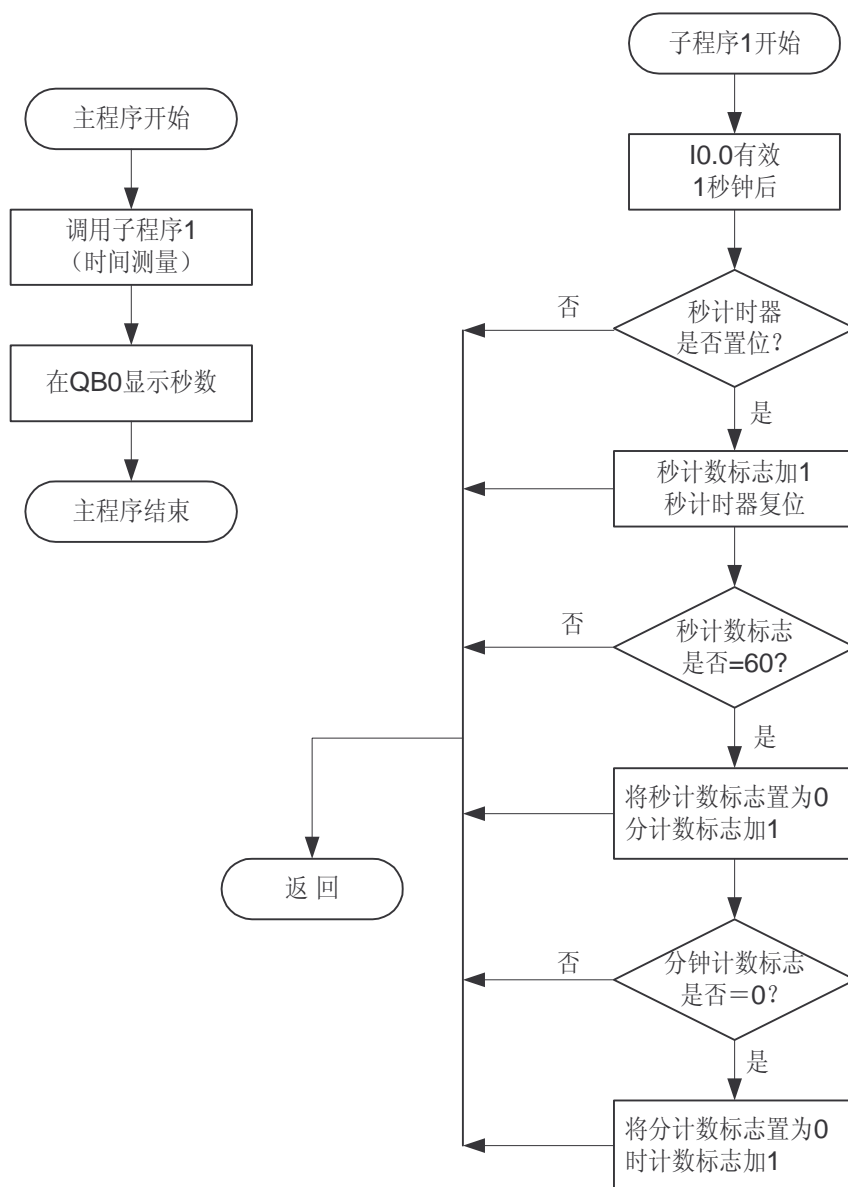 主程序开始
调用子程序1
（时间测量）
在QB0显示秒数
主程序结束
子程序1开始
I0.0有效
1秒钟后
秒计时器
是否置位？
否
是
秒计数标志加1
秒计时器复位
秒计数标志
是否=60?
否
是
将秒计数标志置为0
分计数标志加1
返 回
分钟计数标志
是否＝0?
否
是
将分计数标志置为0
时计数标志加1